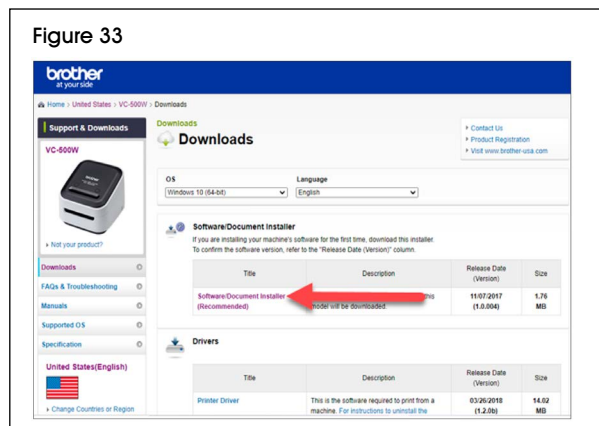 Figure 33
brother
at your side
Home > United States > VC-500W > Downloads
Support & Downloads
VC-500W
Not your product?
Downloads
FAQs & Troubleshooting
Manuals
Supported OS
Specification
United States(English)
Change Countries or Region
Downloads
Downloads
Contact Us
Product Registration
Visit www.brother-usa.com
OS
Language
Windows 10 (64-bit)
English
Software/Document Installer
If you are installing your machine's software for the first time, download this installer.
To confirm the software version, refer to the "Release Date (Version)" column.
Title Description Release Date (Version) Size
Software/Document Installer
(Recommended)
this
model will be downloaded.
11/07/2017
(1.0.004)
1.76
MB
Drivers
Title Description Release Date (Version) Size
Printer Driver
This is the software required to print from a
machine. For instructions to uninstall the
03/26/2018
(1.2.0b)
14.02
MB